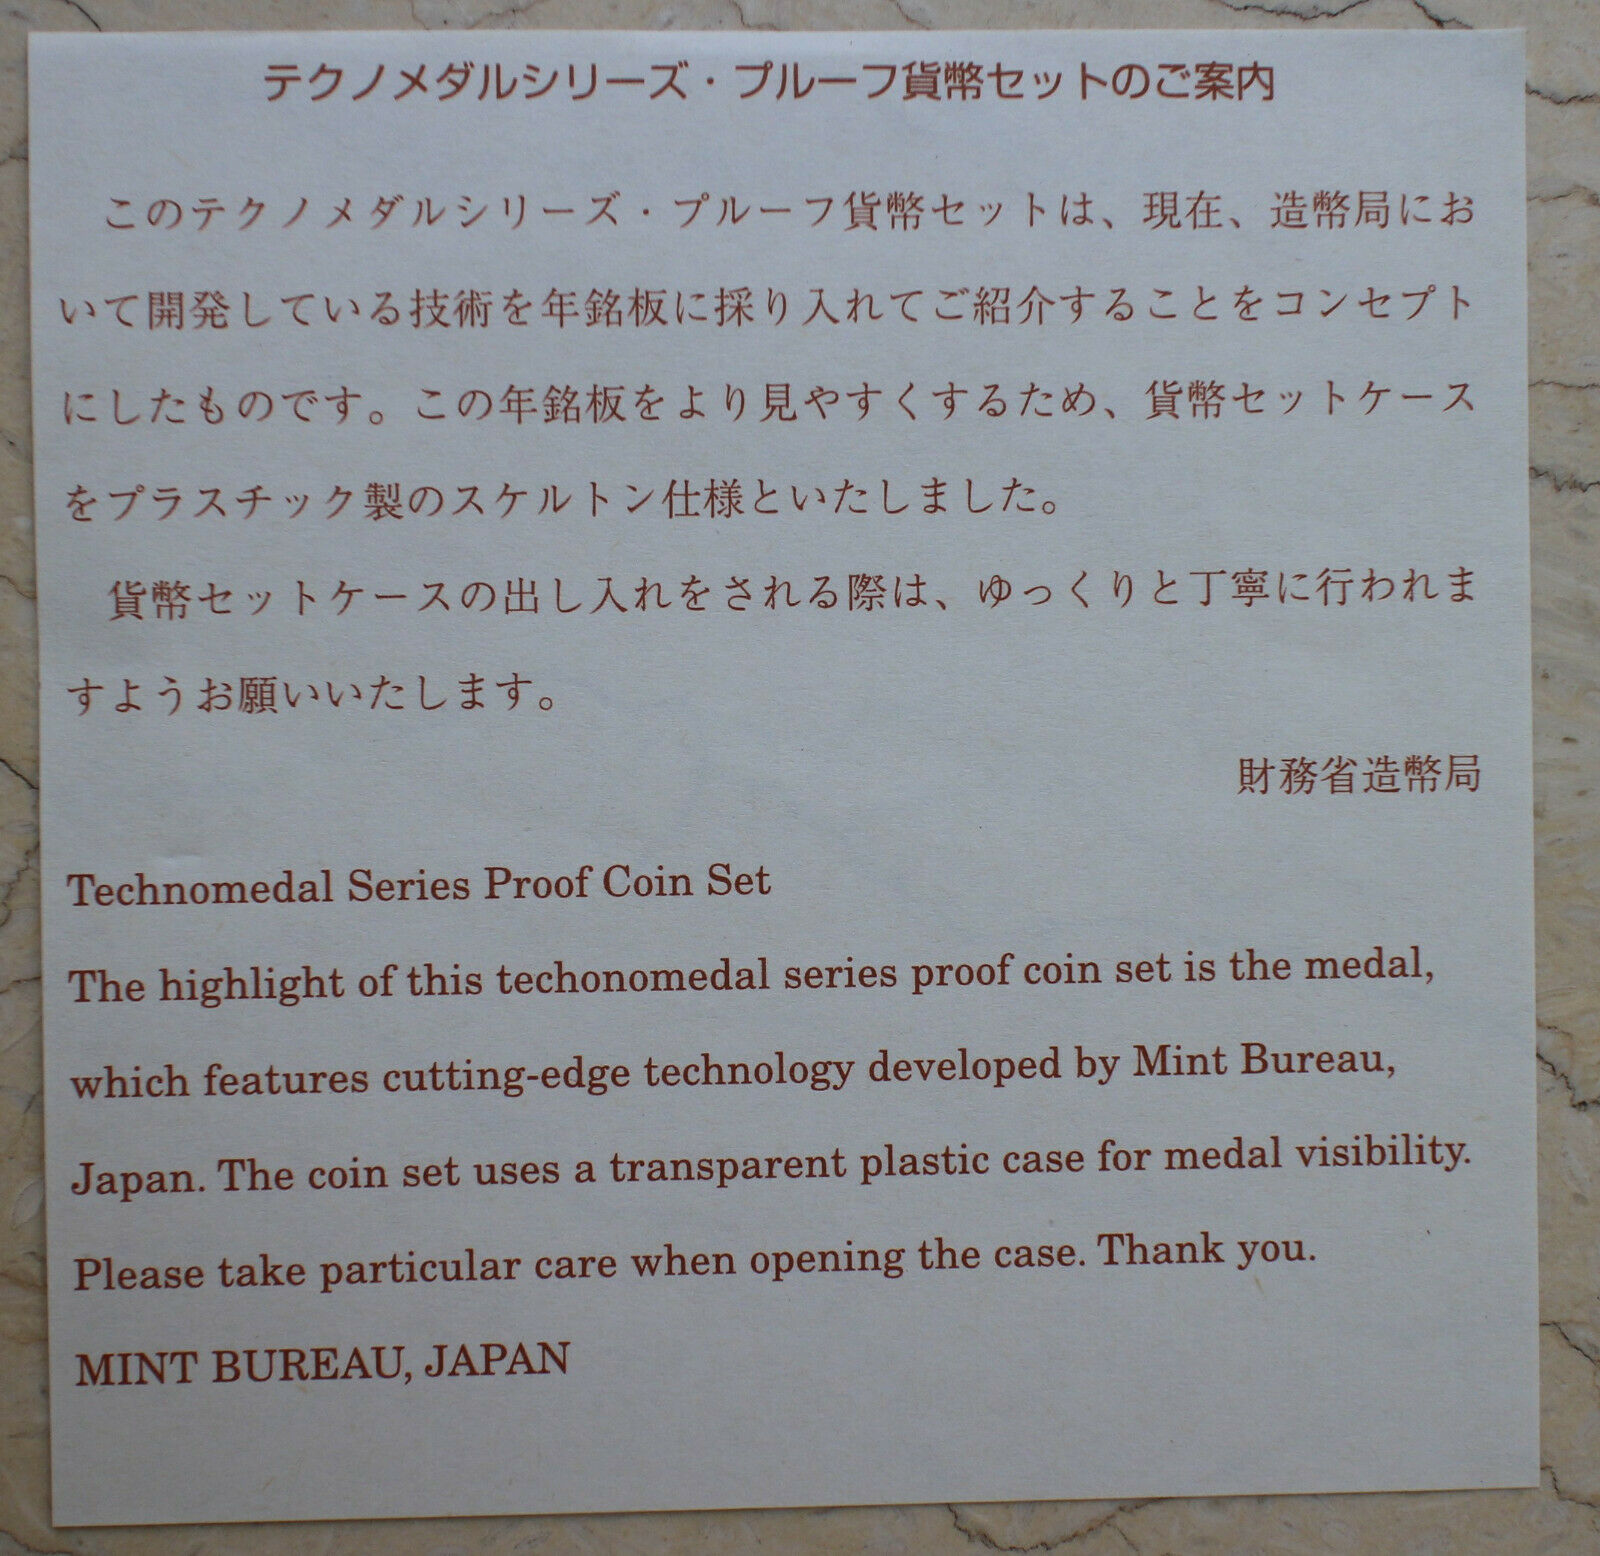 テクノメダルシリーズ・プルーフ貨幣セットのご案内
このテクノメダルシリーズ・プルーフ貨幣セットは、現在、造幣局にお
いて開発している技術を年銘板に採り入れてご紹介することをコンセプト
にしたものです。この年銘板をより見やすくするため、貨幣セットケース
をプラスチック製のスケルトン仕様といたしました。
貨幣セットケースの出し入れをされる際は、ゆっくりと丁寧に行われま
すようお願いいたします。
財務省造幣局
Technomedal Series Proof Coin Set
The highlight of this techonomedal series proof coin set is the medal,
which features cutting-edge technology developed by Mint Bureau,
Japan. The coin set uses a transparent plastic case for medal visibility.
Please take particular care when opening the case. Thank you.
MINT BUREAU, JAPAN